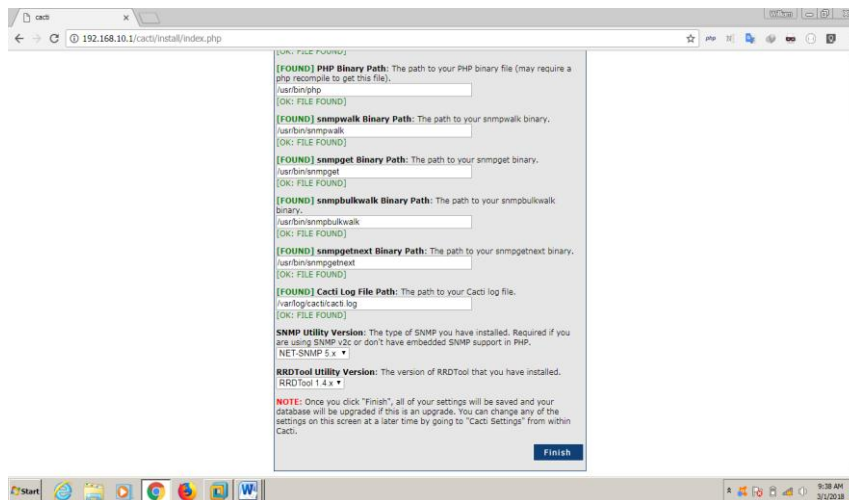 cacti
William
192.168.10.1/cacti/install/index.php
php
[OK: FILE FOUND]
[FOUND] PHP Binary Path: The path to your PHP binary file (may require a
php recompile to get this file).
/usr/bin/php
[OK: FILE FOUND]
[FOUND] snmpwalk Binary Path: The path to your snmpwalk binary.
/usr/bin/snmpwalk
[OK: FILE FOUND]
[FOUND] snmpget Binary Path: The path to your snmpget binary.
/usr/bin/snmpget
[OK: FILE FOUND]
[FOUND] snmpbulkwalk Binary Path: The path to your snmpbulkwalk
binary.
/usr/bin/snmpbulkwalk
[OK: FILE FOUND]
[FOUND] snmpgetnext Binary Path: The path to your snmpgetnext binary.
/usr/bin/snmpgetnext
[OK: FILE FOUND]
[FOUND] Cacti Log File Path: The path to your Cacti log file.
/var/log/cacti/cacti.log
[OK: FILE FOUND]
SNMP Utility Version: The type of SNMP you have installed. Required if you
are using SNMP v2c or don't have embedded SNMP support in PHP.
NET-SNMP 5.x
RRDTool Utility Version: The version of RRDTool that you have installed.
RRDTool 1.4.x
NOTE: Once you click "Finish", all of your settings will be saved and your
database will be upgraded if this is an upgrade. You can change any of the
settings on this screen at a later time by going to "Cacti Settings" from within
Cacti.
Finish
Start
9:38 AM
3/1/2018